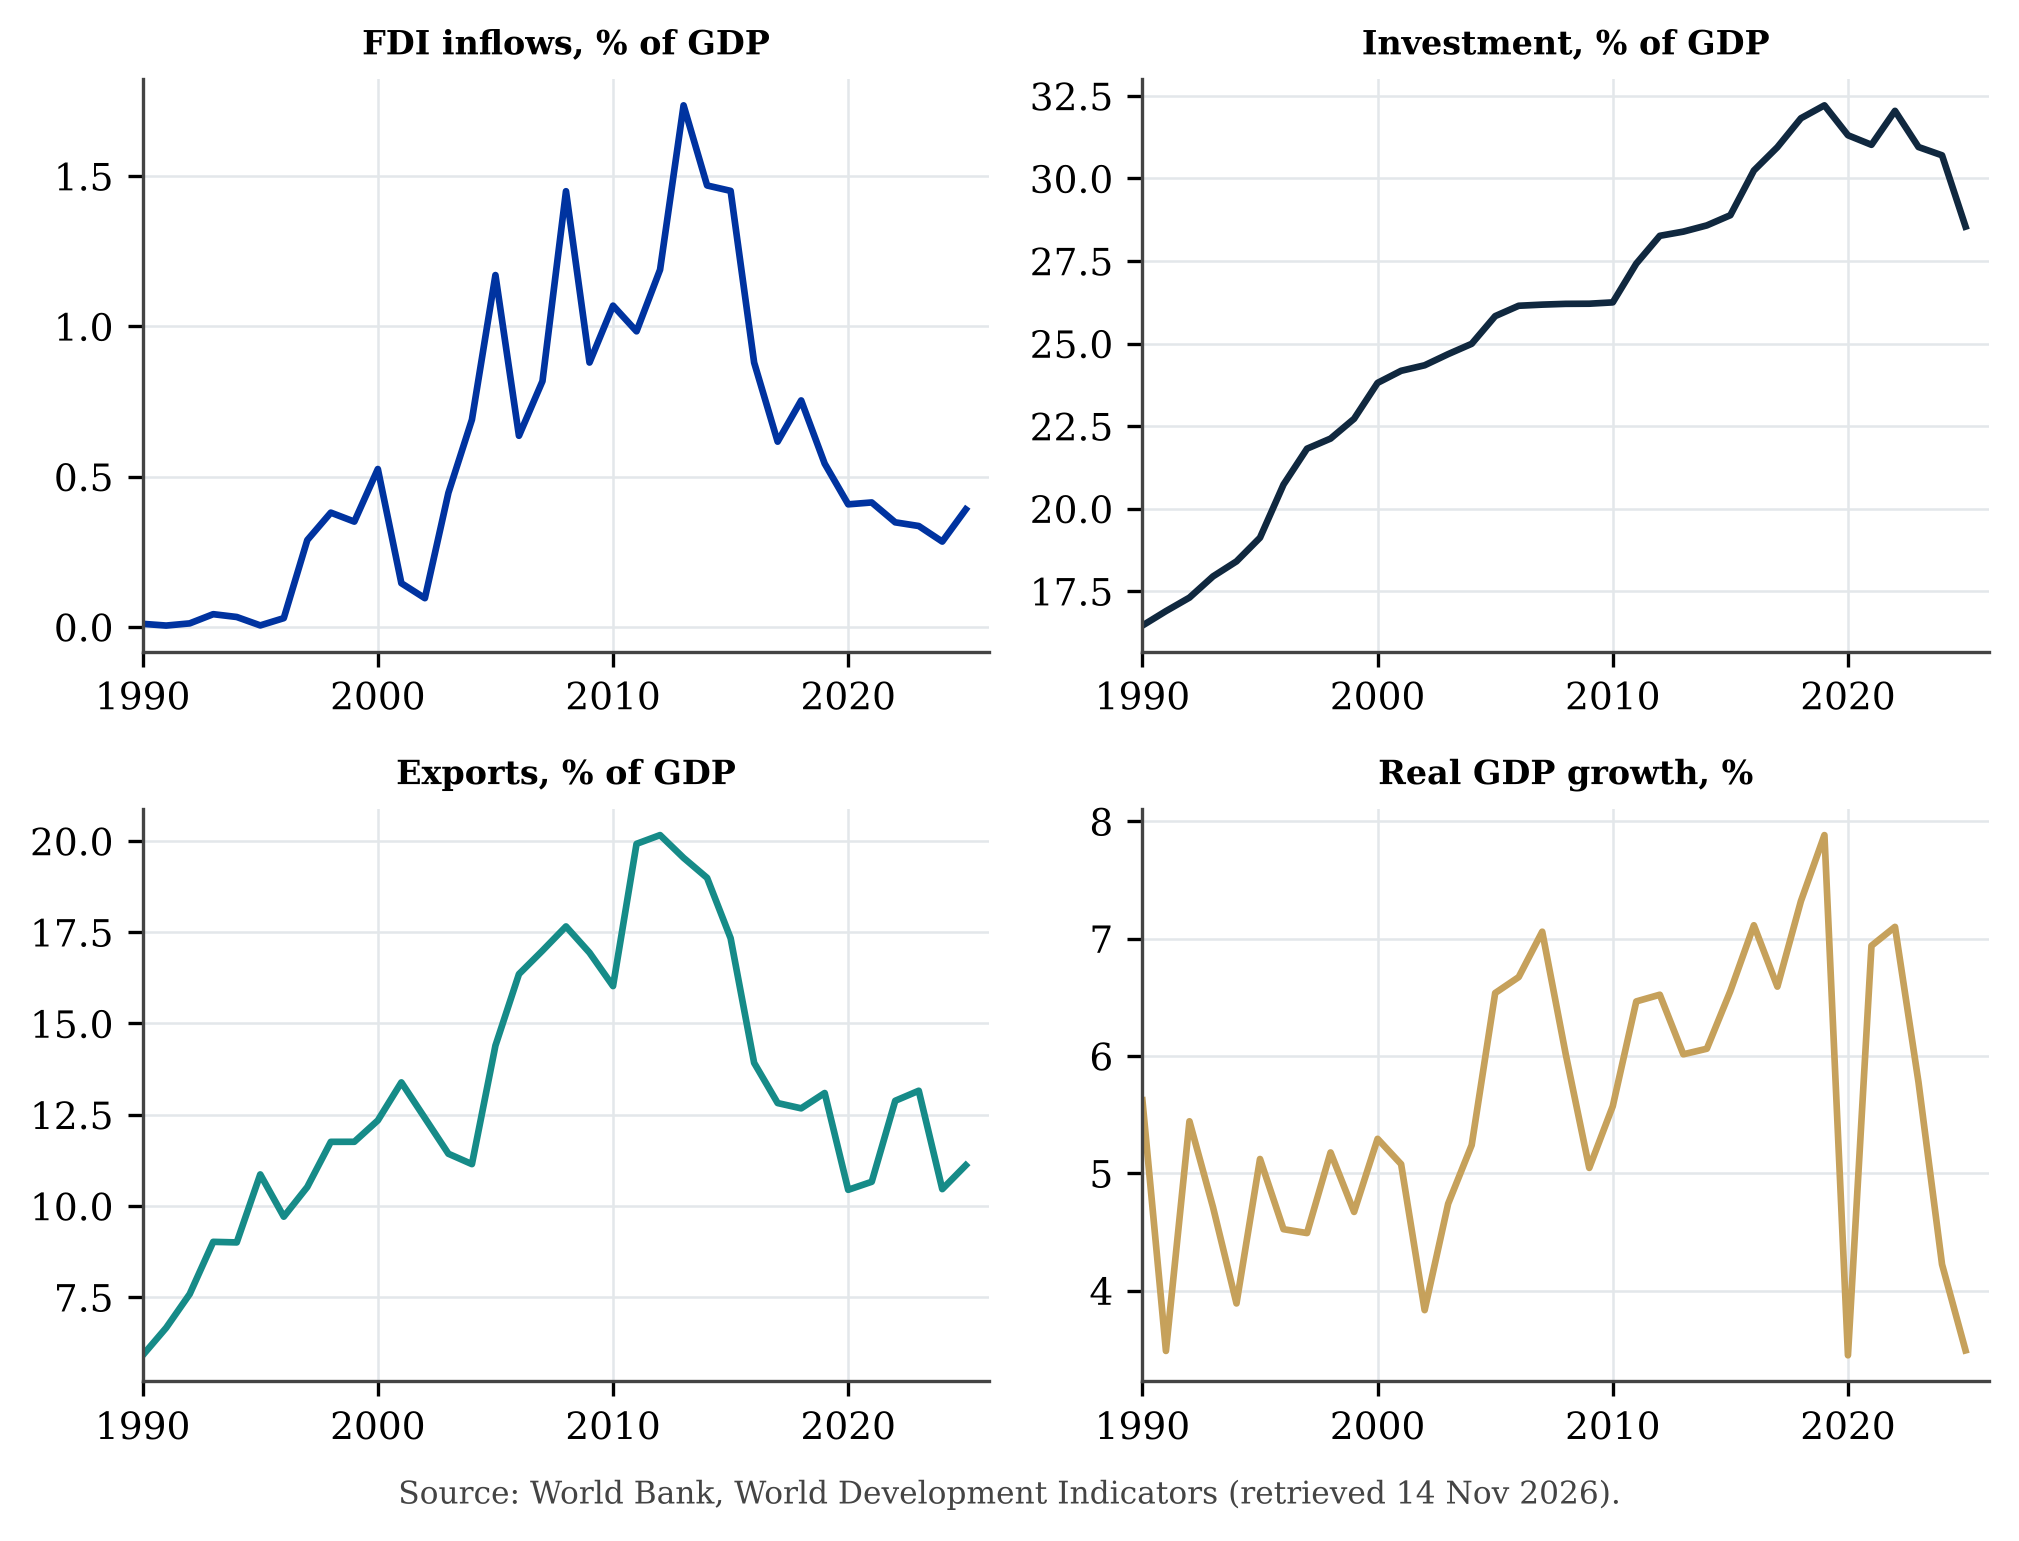 FDI inflows, % of GDP
1.5
1.0
0.5
0.0
1990 2000 2010 2020
Investment, % of GDP
32.5
30.0
27.5
25.0
22.5
20.0
17.5
1990 2000 2010 2020
Exports, % of GDP
20.0
17.5
15.0
12.5
10.0
7.5
1990 2000 2010 2020
Real GDP growth, %
8
7
6
5
4
1990 2000 2010 2020
Source: World Bank, World Development Indicators (retrieved 14 Nov 2026).